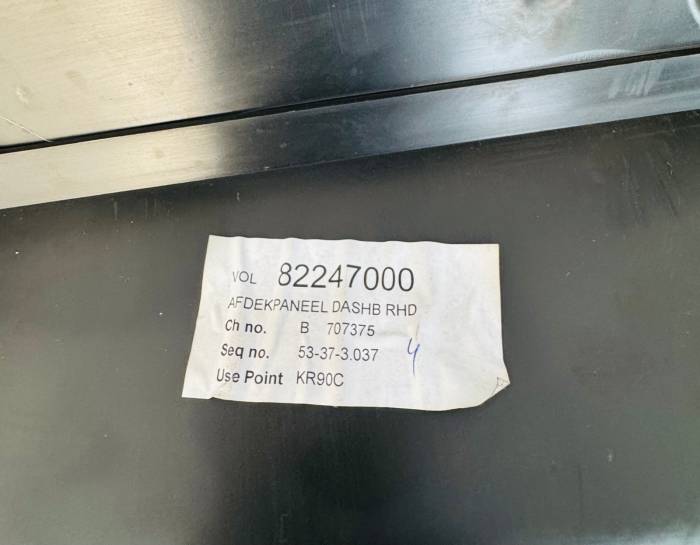 VOL 82247000
AFDEKPANEEL DASHB RHD
Ch no. B 707375
Seq no. 53-37-3.037 4
Use Point KR90C